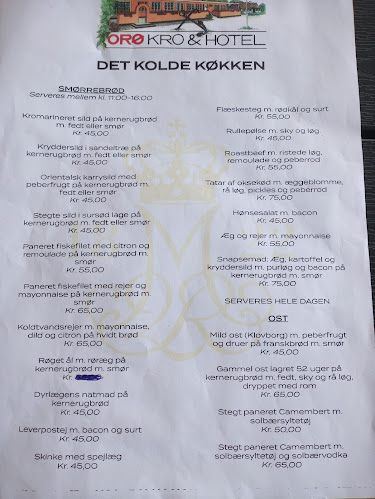 ORØ KRO & HOTEL
DET KOLDE KØKKEN
SMØRREBRØD
Serveres mellem kl. 11:00-16:00
Kromarineret sild på kernerugbrød
m. fedt eller smør
Kr. 45,00
Kryddersild i sandeltræ på
kernerugbrød m. fedt eller smør
Kr. 45,00
Orientalsk karrysild med
peberfrugt på kernerugbrød m.
fedt eller smør
Kr. 45,00
Stegte sild i sursød lage på
kernerugbrød m. fedt eller smør
Kr. 45,00
Paneret fiskefilet med citron og
remoulade på kernerugbrød m.
smør
Kr. 55,00
Paneret fiskefilet med rejer og
mayonnaise på kernerugbrød m.
smør
Kr. 65,00
Koldtvandsrejer m. mayonnaise,
dild og citron på hvidt brød
Kr. 65,00
Røget ål m. røræg på
kernerugbrød m. smør
Kr.
Dyrlægens natmad på
kernerugbrød
Kr. 45,00
Leverpostej m. bacon og surt
Kr. 45,00
Skinke med spejlæg
Kr. 45,00
Flæskesteg m. rødkål og surt
Kr. 55,00
Rullepølse m. sky og løg
Kr. 45,00
Roastbeef m. ristede løg,
remoulade og peberrod
Kr. 55,00
Tatar af oksekød m. æggeblomme,
rå løg, pickles og peberrod
Kr. 75,00
Hønsesalat m. bacon
Kr. 45,00
Æg og rejer m. mayonnaise
Kr. 55,00
Snapsemad: Æg, kartoffel og
kryddersild m. purløg og bacon på
kernerugbrød m. smør
Kr. 75,00
SERVERES HELE DAGEN
OST
Mild ost (Klovborg) m. peberfrugt
og druer på franskbrød m. smør
Kr. 45,00
Gammel ost lagret 52 uger på
kernerugbrød m. fedt, sky og rå løg,
dryppet med rom
Kr. 65,00
Stegt paneret Camembert m.
solbærsyltetøj
Kr. 50,00
Stegt paneret Camembert m.
solbærsyltetøj og solbærvodka
Kr. 65,00